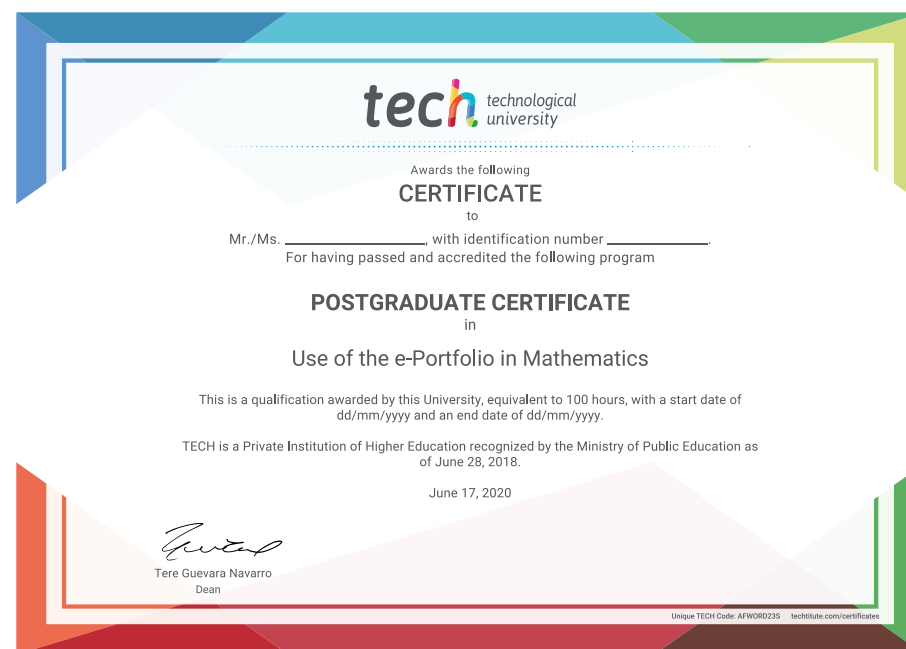 tech technological
university
Awards the following
CERTIFICATE
to
Mr./Ms. ____________________, with identification number ______________.
For having passed and accredited the following program
POSTGRADUATE CERTIFICATE
in
Use of the e-Portfolio in Mathematics
This is a qualification awarded by this University, equivalent to 100 hours, with a start date of
dd/mm/yyyy and an end date of dd/mm/yyyy.
TECH is a Private Institution of Higher Education recognized by the Ministry of Public Education as
of June 28, 2018.
June 17, 2020
Tere Guevara Navarro
Dean
Unique TECH Code: AFWORD23S techtitute.com/certificates